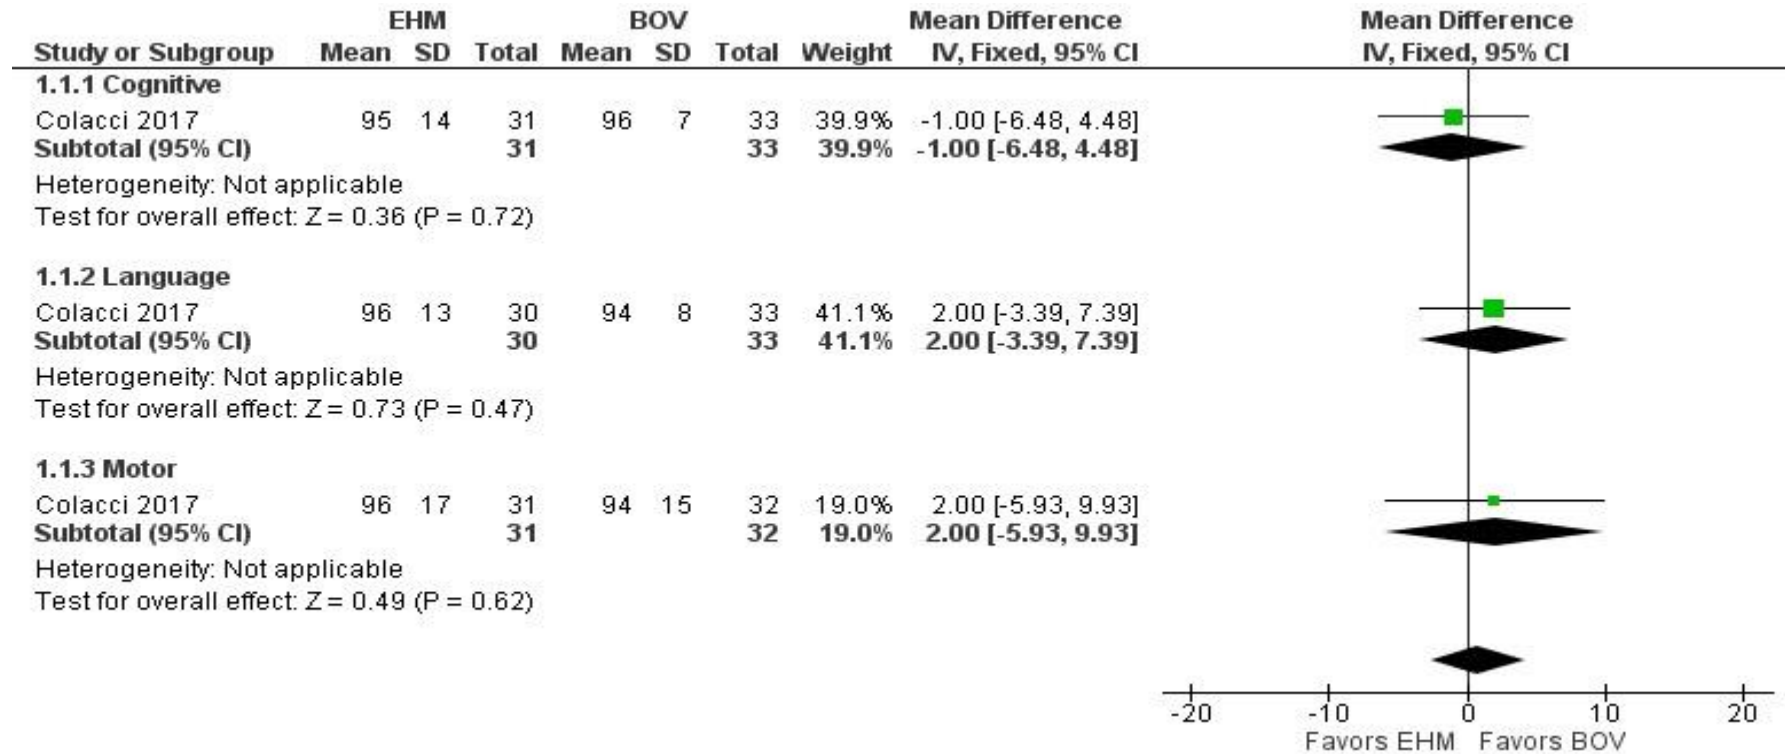 EHM BOV Mean Difference Mean Difference
Study or Subgroup Mean SD Total Mean SD Total Weight IV, Fixed, 95% CI IV, Fixed, 95% CI
1.1.1 Cognitive
Colacci 2017 95 14 31 96 7 33 39.9% -1.00 [-6.48, 4.48]
Subtotal (95% CI) 31 33 39.9% -1.00 [-6.48, 4.48]
Heterogeneity: Not applicable
Test for overall effect: Z = 0.36 (P = 0.72)
1.1.2 Language
Colacci 2017 96 13 30 94 8 33 41.1% 2.00 [-3.39, 7.39]
Subtotal (95% CI) 30 33 41.1% 2.00 [-3.39, 7.39]
Heterogeneity: Not applicable
Test for overall effect: Z = 0.73 (P = 0.47)
1.1.3 Motor
Colacci 2017 96 17 31 94 15 32 19.0% 2.00 [-5.93, 9.93]
Subtotal (95% CI) 31 32 19.0% 2.00 [-5.93, 9.93]
Heterogeneity: Not applicable
Test for overall effect: Z = 0.49 (P = 0.62)
-20 -10 0 10 20
Favors EHM Favors BOV